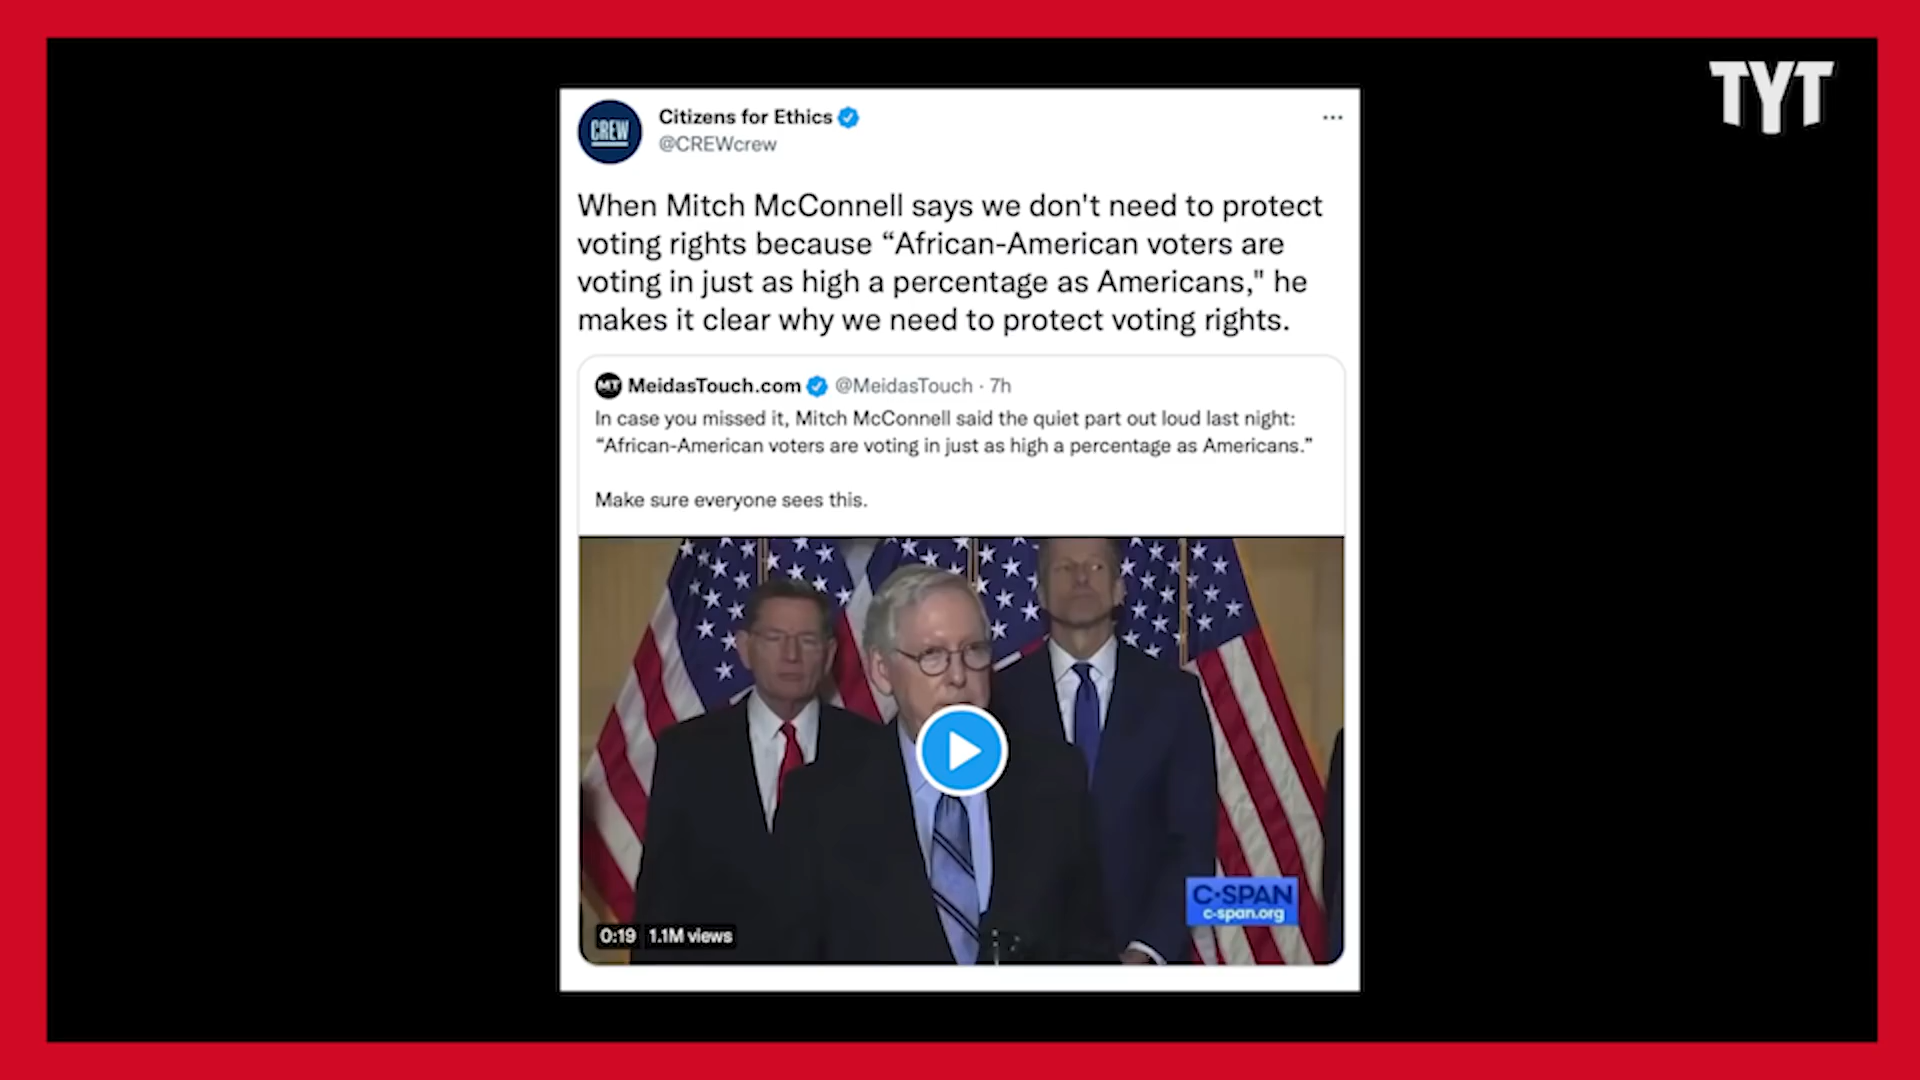 TYT
CREW
Citizens for Ethics
@CREWcrew
When Mitch McConnell says we don't need to protect
voting rights because “African-American voters are
voting in just as high a percentage as Americans," he
makes it clear why we need to protect voting rights.
MT MeidasTouch.com @MeidasTouch · 7h
In case you missed it, Mitch McConnell said the quiet part out loud last night:
“African-American voters are voting in just as high a percentage as Americans.”
Make sure everyone sees this.
C-SPAN
c-span.org
0:19 1.1M views